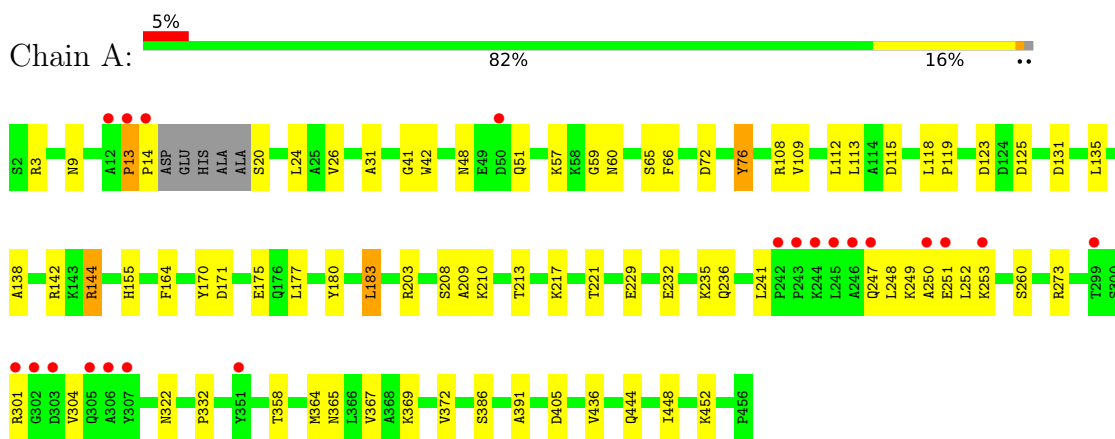 5%
Chain A:
82% 16% ••
S2 R3 N9 A12 P13 P14 ASP GLU HIS ALA ALA S20 L24 A25 V26 A31 G41 W42 N48 E49 D50 Q51 K57 K58 G59 N60 S65 F66 D72 Y76 R108 V109 L112 L113 A114 D115 L118 P119 D123 D124 D125 D131 L135
A138 R142 K143 R144 H155 F164 Y170 D171 E175 Q176 L177 Y180 L183 R203 S208 A209 K210 T213 K217 T221 E229 E232 K235 Q236 L241 P242 P243 K244 L245 A246 Q247 L248 K249 A250 E251 L252 K253 S260 R273 T299 S300
R301 G302 D303 V304 Q305 A306 Y307 N322 P332 Y351 T358 M364 N365 L366 V367 A368 K369 V372 S386 A391 D405 V436 Q444 I448 K452 P456